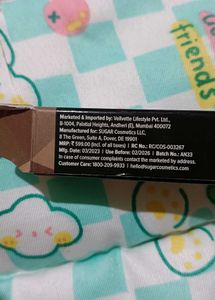 friends
Marketed & Imported by: Velvette Lifestyle Pvt. Ltd.
B-1004, Palatial Heights, Andheri (E), Mumbai 400072
Manufactured for: SUGAR Cosmetics LLC,
8 The Green, Suite A, Dover, DE 19901
MRP: ₹ 599.00 (Incl. of all taxes) | RC No.: RC/COS-003267
Mfg. Date: 03/2023 | Use Before: 02/2026 | Batch No.: AN33
In case of consumer complaints contact the marketed by address.
Customer Care: 1800-209-9933 | hello@sugarcosmetics.com